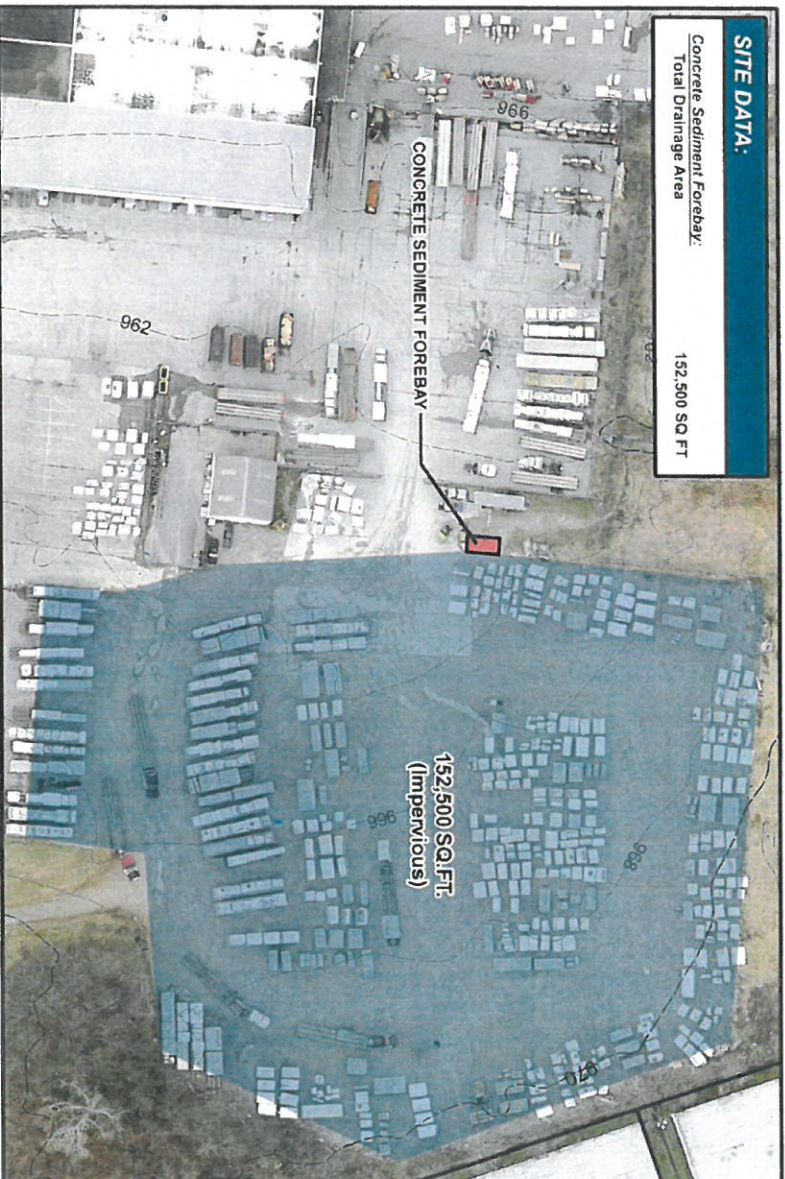 SITE DATA:
Concrete Sediment Forebay:
Total Drainage Area 152,500 SQ FT
966
CONCRETE SEDIMENT FOREBAY
962
152,500 SQ.FT.
(Impervious)
966
968
970